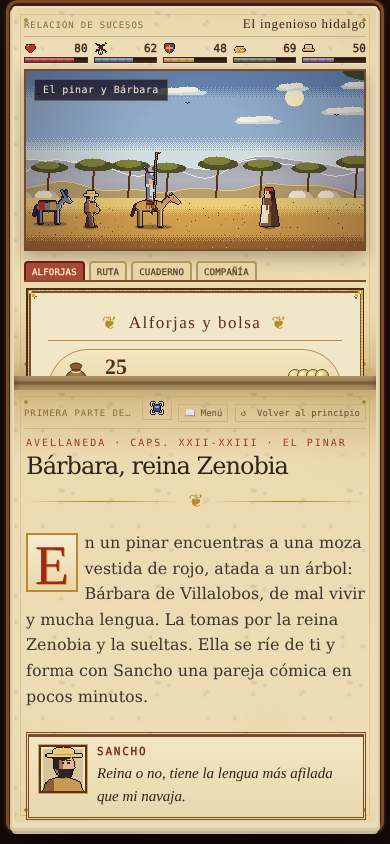 RELACIÓN DE SUCESOS
El ingenioso hidalgo
80 62 48 69 50
El pinar y Bárbara
ALFORJAS RUTA CUADERNO COMPAÑÍA
Alforjas y bolsa
25
PRIMERA PARTE DE…
Menú
↺ Volver al principio
AVELLANEDA · CAPS. XXII-XXIII · EL PINAR
Bárbara, reina Zenobia
En un pinar encuentras a una moza
vestida de rojo, atada a un árbol:
Bárbara de Villalobos, de mal vivir
y mucha lengua. La tomas por la reina
Zenobia y la sueltas. Ella se ríe de ti y
forma con Sancho una pareja cómica en
pocos minutos.
SANCHO
Reina o no, tiene la lengua más afilada
que mi navaja.